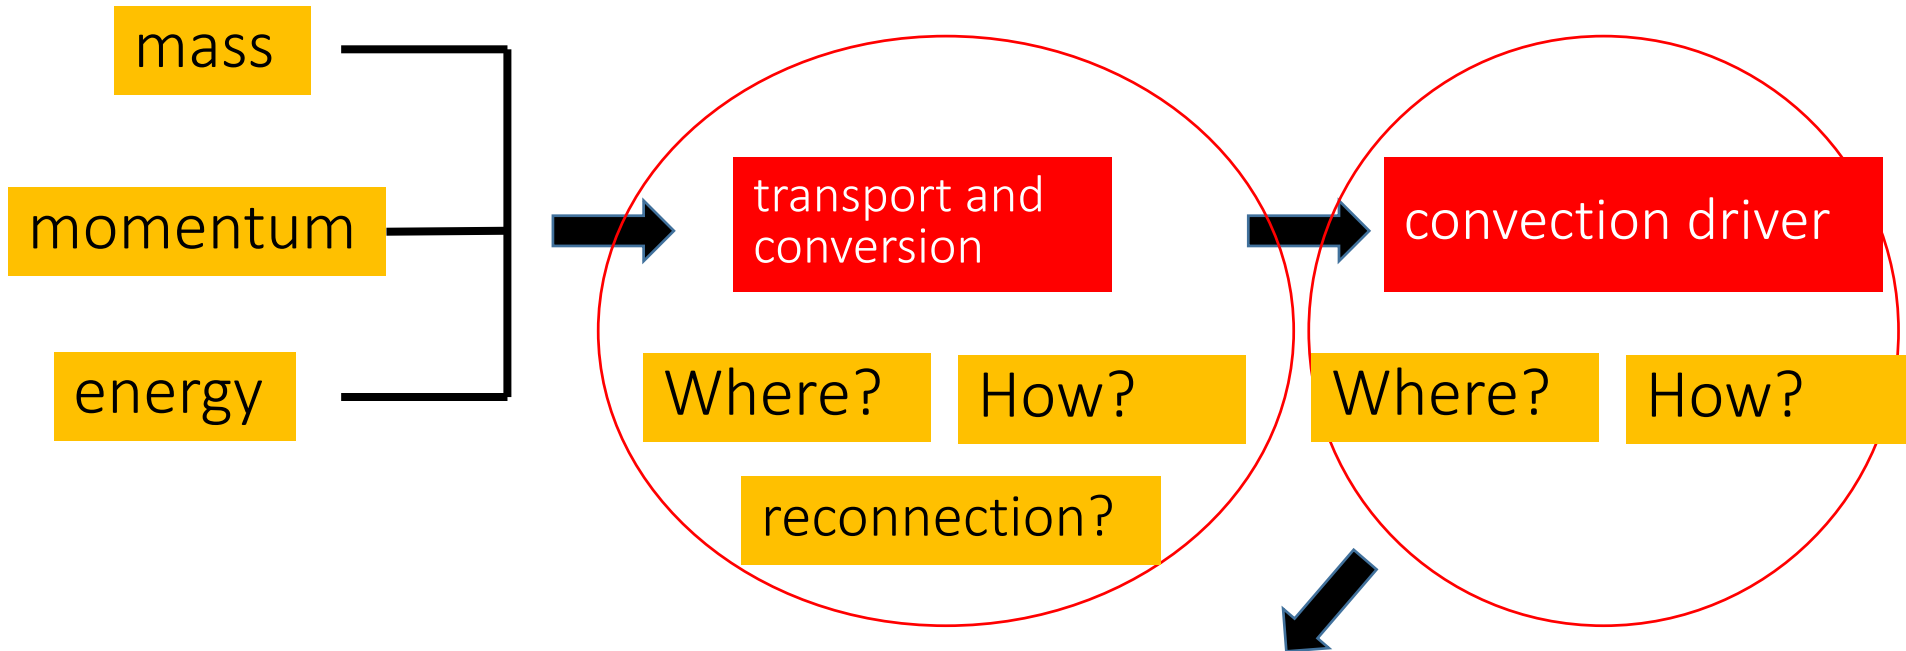 mass
momentum
energy
transport and
conversion
Where?
How?
reconnection?
convection driver
Where?
How?